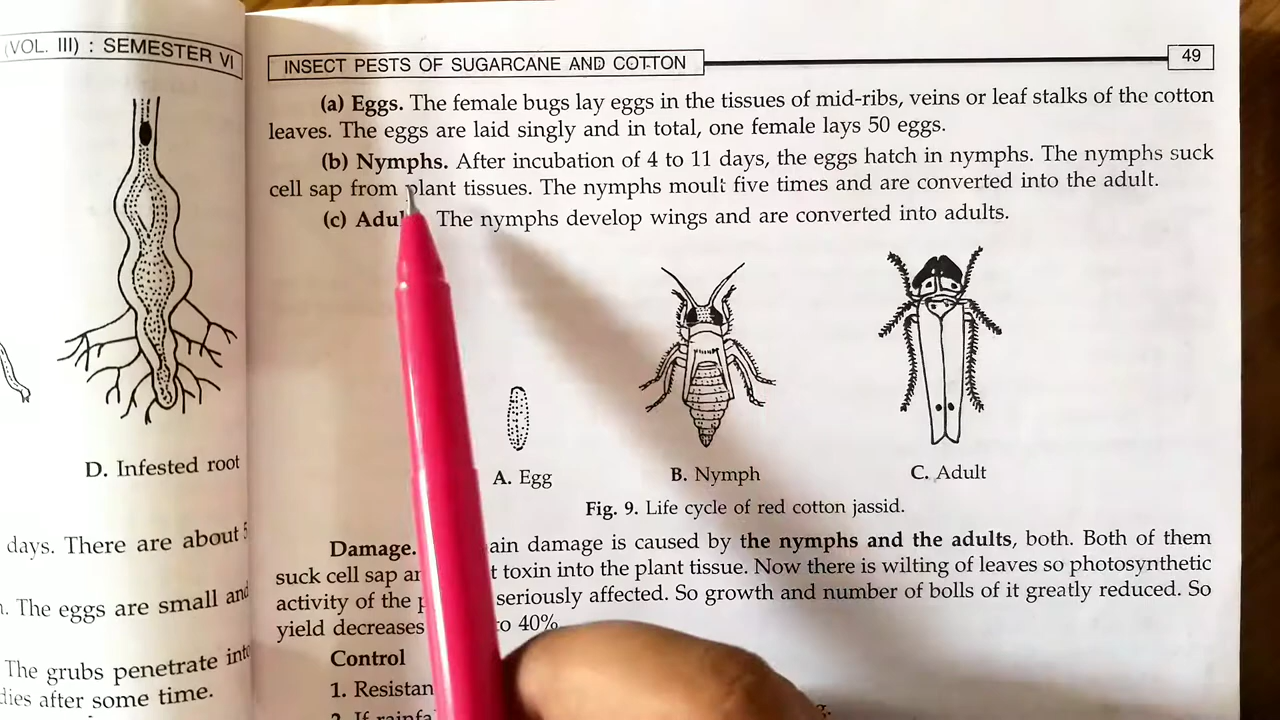 (VOL. III) : SEMESTER VI
D. Infested root
days. There are about
The eggs are small and
The grubs penetrate into
dies after some time.
INSECT PESTS OF SUGARCANE AND COTTON
49
(a) Eggs. The female bugs lay eggs in the tissues of mid-ribs, veins or leaf stalks of the cotton
leaves. The eggs are laid singly and in total, one female lays 50 eggs.
(b) Nymphs. After incubation of 4 to 11 days, the eggs hatch in nymphs. The nymphs suck
cell sap from plant tissues. The nymphs moult five times and are converted into the adult.
(c) The nymphs develop wings and are converted into adults.
A. Egg
B. Nymph
C. Adult
Fig. 9. Life cycle of red cotton jassid.
Damage. damage is caused by the nymphs and the adults, both. Both of them
suck cell sap toxin into the plant tissue. Now there is wilting of leaves so photosynthetic
activity of the seriously affected. So growth and number of bolls of it greatly reduced. So
yield decreases 40%
Control
1.
2. If